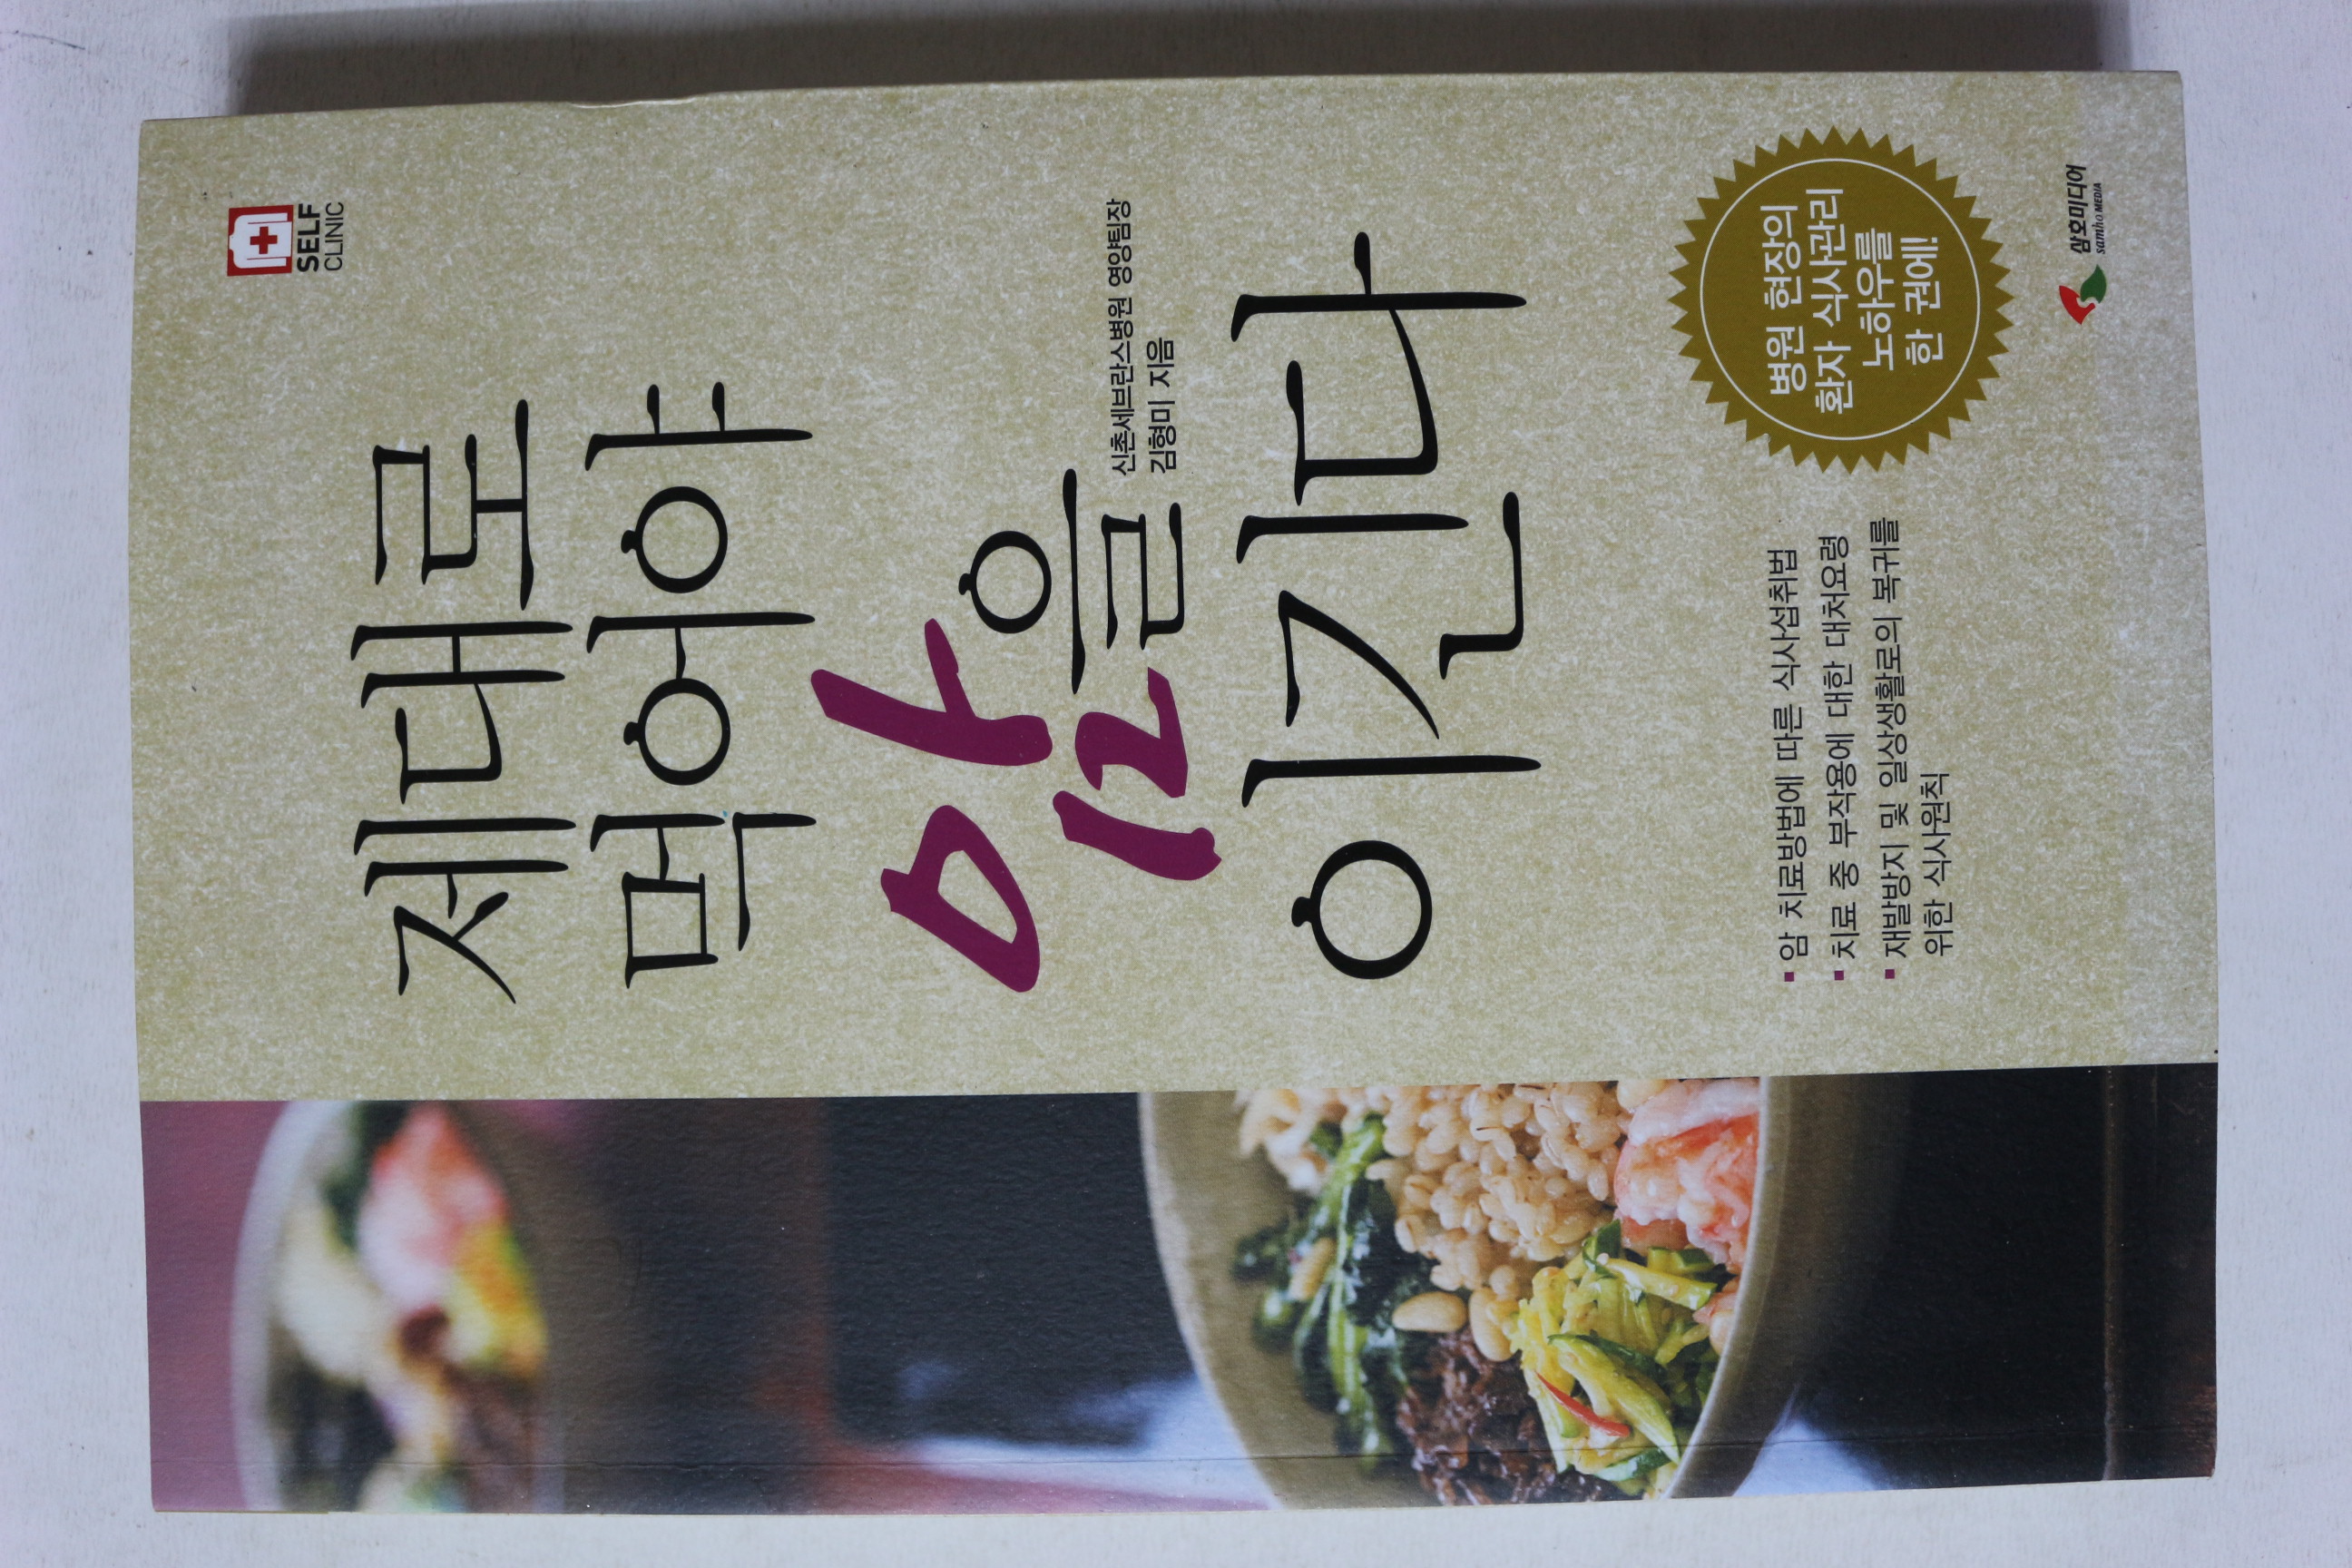 SELF
CLINIC
제대로
먹어야
암을
신촌세브란스병원 영양팀장
김형미 지음
이긴다
병원 현장의
환자 식사관리
노하우를
한 권에!
암 치료방법에 따른 식사섭취법
치료 중 부작용에 대한 대처요령
재발방지 및 일상생활로의 복귀를
위한 식사원칙
삼호미디어
samho MEDIA